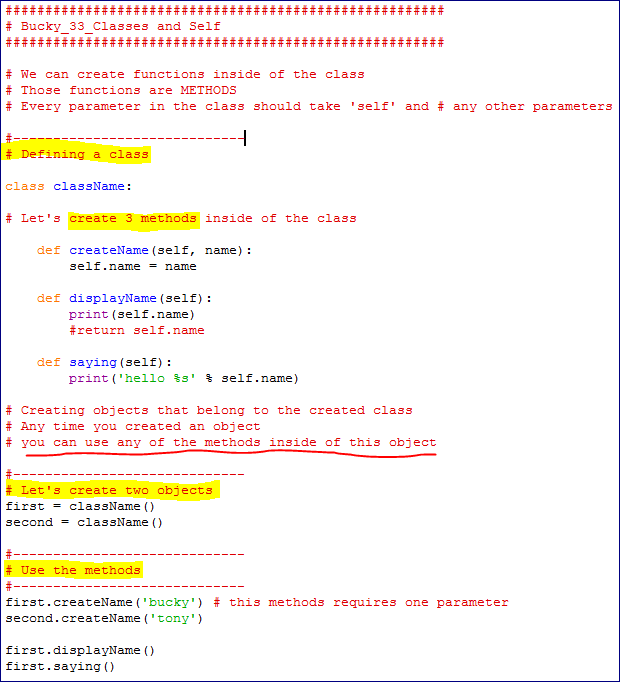 #######################################################
# Bucky_33_Classes and Self
#######################################################
# We can create functions inside of the class
# Those functions are METHODS
# Every parameter in the class should take 'self' and # any other parameters
#-----------------------------
# Defining a class
class className:
# Let's create 3 methods inside of the class
    def createName(self, name):
        self.name = name
    def displayName(self):
        print(self.name)
        #return self.name
    def saying(self):
        print('hello %s' % self.name)
# Creating objects that belong to the created class
# Any time you created an object
# you can use any of the methods inside of this object
#-----------------------------
# Let's create two objects
first = className()
second = className()
#-----------------------------
# Use the methods
#-----------------------------
first.createName('bucky') # this methods requires one parameter
second.createName('tony')
first.displayName()
first.saying()